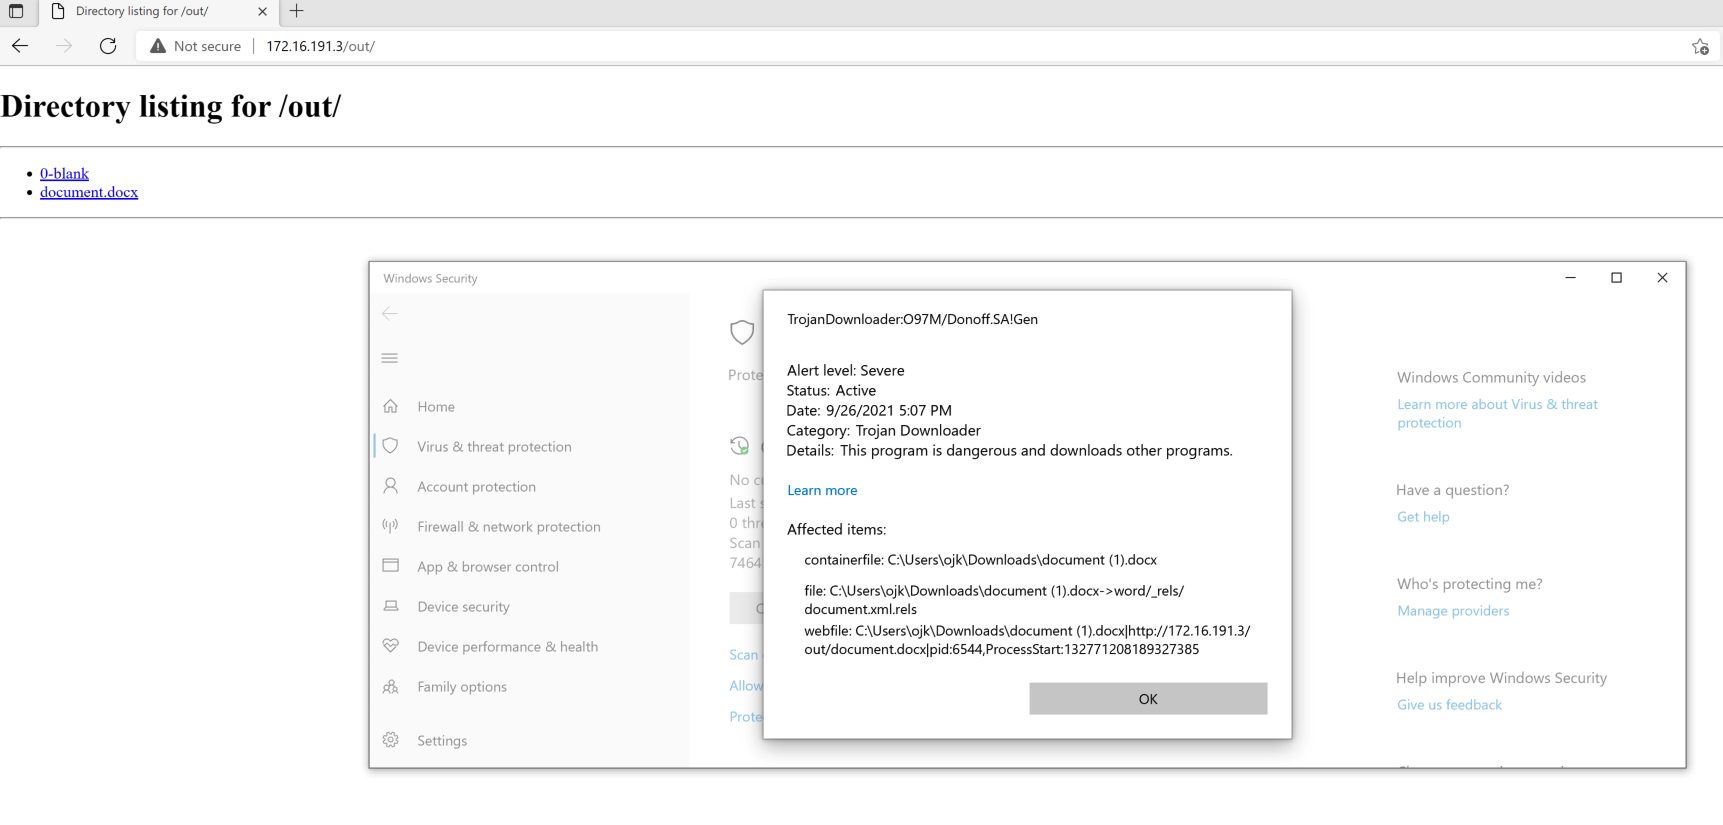 Directory listing for /out/
Not secure
172.16.191.3/out/
Directory listing for /out/
0-blank
document.docx
Windows Security
Home
Virus & threat protection
Account protection
Firewall & network protection
App & browser control
Device security
Device performance & health
Family options
Settings
Prote
No
Last
0 thr
Scan
7464
Scan
Allow
Prote
TrojanDownloader:O97M/Donoff.SA!Gen
Alert level: Severe
Status: Active
Date: 9/26/2021 5:07 PM
Category: Trojan Downloader
Details: This program is dangerous and downloads other programs.
Learn more
Affected items:
containerfile: C:\Users\ojk\Downloads\document (1).docx
file: C:\Users\ojk\Downloads\document (1).docx->word/_rels/
document.xml.rels
webfile: C:\Users\ojk\Downloads\document (1).docx|http://172.16.191.3/
out/document.docx|pid:6544,ProcessStart:132771208189327385
OK
Windows Community videos
Learn more about Virus & threat
protection
Have a question?
Get help
Who's protecting me?
Manage providers
Help improve Windows Security
Give us feedback